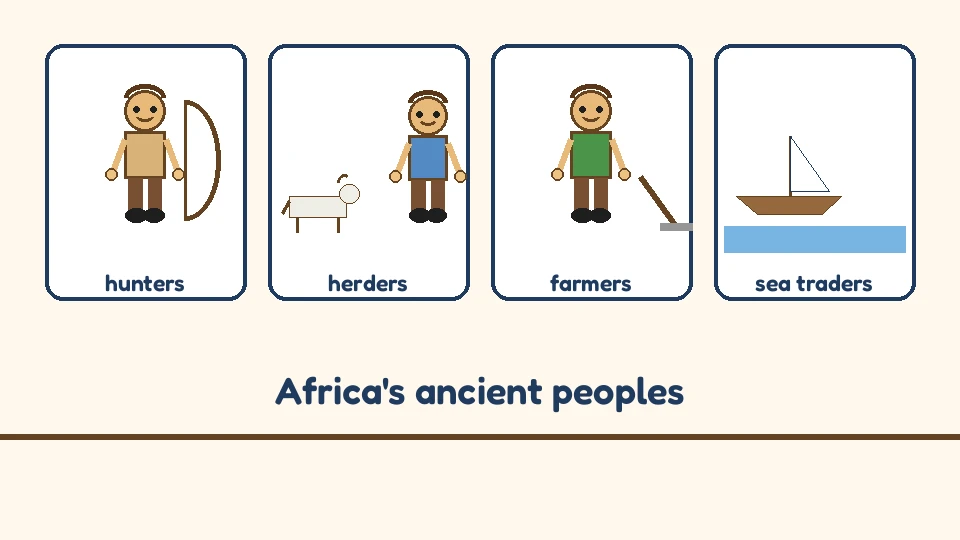 hunters
herders
farmers
sea traders
Africa's ancient peoples